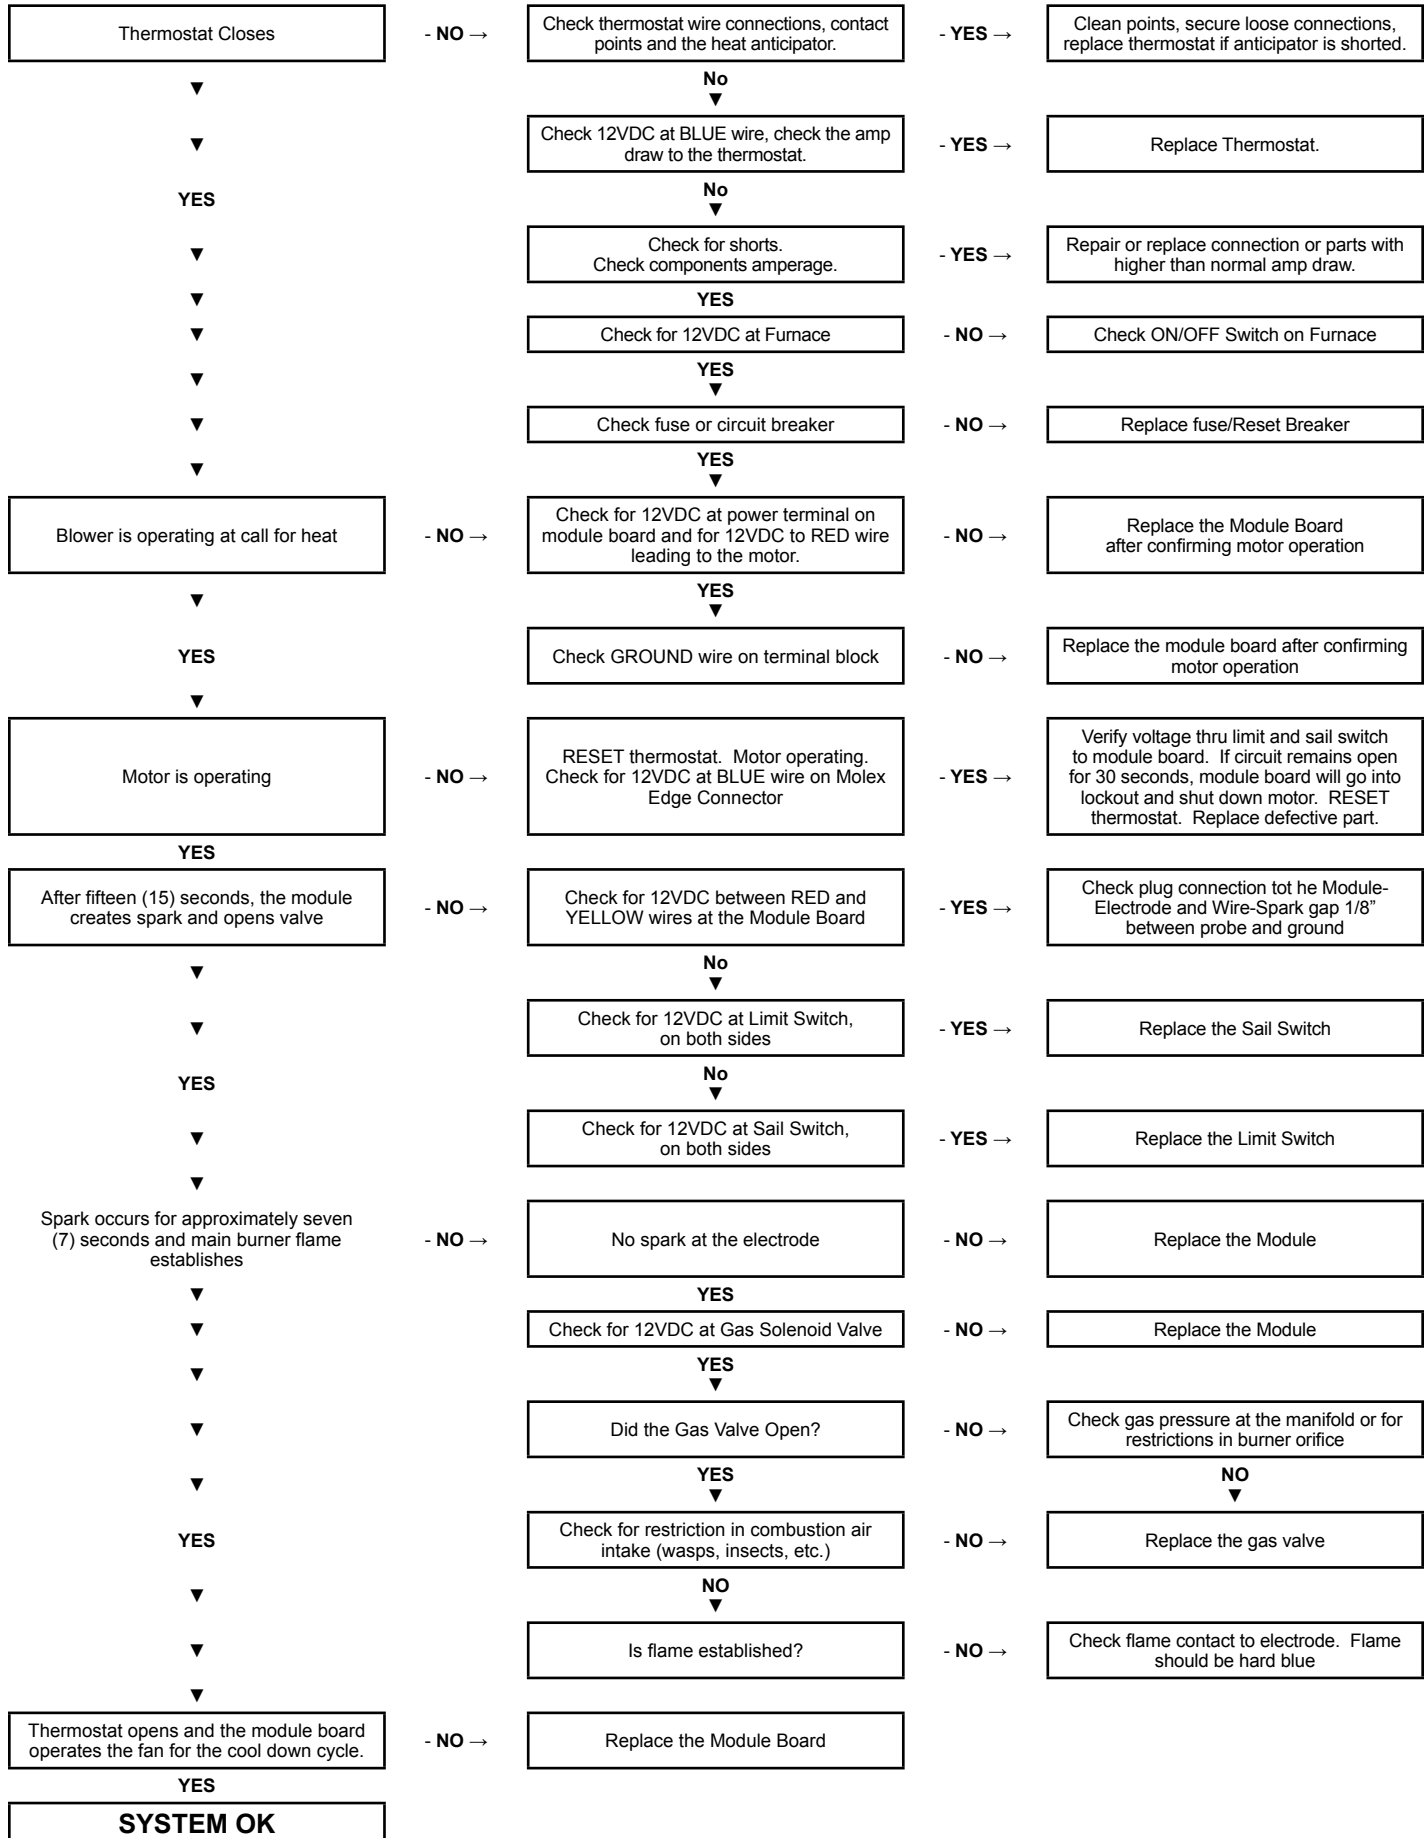 Thermostat Closes
- NO →
Check thermostat wire connections, contact
points and the heat anticipator.
- YES →
Clean points, secure loose connections,
replace thermostat if anticipator is shorted.
▼
No
▼
▼
Check 12VDC at BLUE wire, check the amp
draw to the thermostat.
- YES →
Replace Thermostat.
YES
No
▼
▼
Check for shorts.
Check components amperage.
- YES →
Repair or replace connection or parts with
higher than normal amp draw.
▼
YES
▼
Check for 12VDC at Furnace
- NO →
Check ON/OFF Switch on Furnace
▼
YES
▼
▼
Check fuse or circuit breaker
- NO →
Replace fuse/Reset Breaker
▼
YES
▼
Blower is operating at call for heat
- NO →
Check for 12VDC at power terminal on
module board and for 12VDC to RED wire
leading to the motor.
- NO →
Replace the Module Board
after confirming motor operation
▼
YES
▼
YES
Check GROUND wire on terminal block
- NO →
Replace the module board after confirming
motor operation
▼
Motor is operating
- NO →
RESET thermostat.  Motor operating.
Check for 12VDC at BLUE wire on Molex
Edge Connector
- YES →
Verify voltage thru limit and sail switch
to module board.  If circuit remains open
for 30 seconds, module board will go into
lockout and shut down motor.  RESET
thermostat.  Replace defective part.
YES
After fifteen (15) seconds, the module
creates spark and opens valve
- NO →
Check for 12VDC between RED and
YELLOW wires at the Module Board
- YES →
Check plug connection tot he Module-
Electrode and Wire-Spark gap 1/8”
between probe and ground
▼
No
▼
▼
Check for 12VDC at Limit Switch,
on both sides
- YES →
Replace the Sail Switch
YES
No
▼
▼
Check for 12VDC at Sail Switch,
on both sides
- YES →
Replace the Limit Switch
▼
Spark occurs for approximately seven
(7) seconds and main burner flame
establishes
- NO →
No spark at the electrode
- NO →
Replace the Module
▼
YES
▼
Check for 12VDC at Gas Solenoid Valve
- NO →
Replace the Module
▼
YES
▼
▼
Did the Gas Valve Open?
- NO →
Check gas pressure at the manifold or for
restrictions in burner orifice
▼
YES
▼
NO
▼
YES
Check for restriction in combustion air
intake (wasps, insects, etc.)
- NO →
Replace the gas valve
▼
NO
▼
▼
Is flame established?
- NO →
Check flame contact to electrode.  Flame
should be hard blue
▼
Thermostat opens and the module board
operates the fan for the cool down cycle.
- NO →
Replace the Module Board
YES
SYSTEM OK